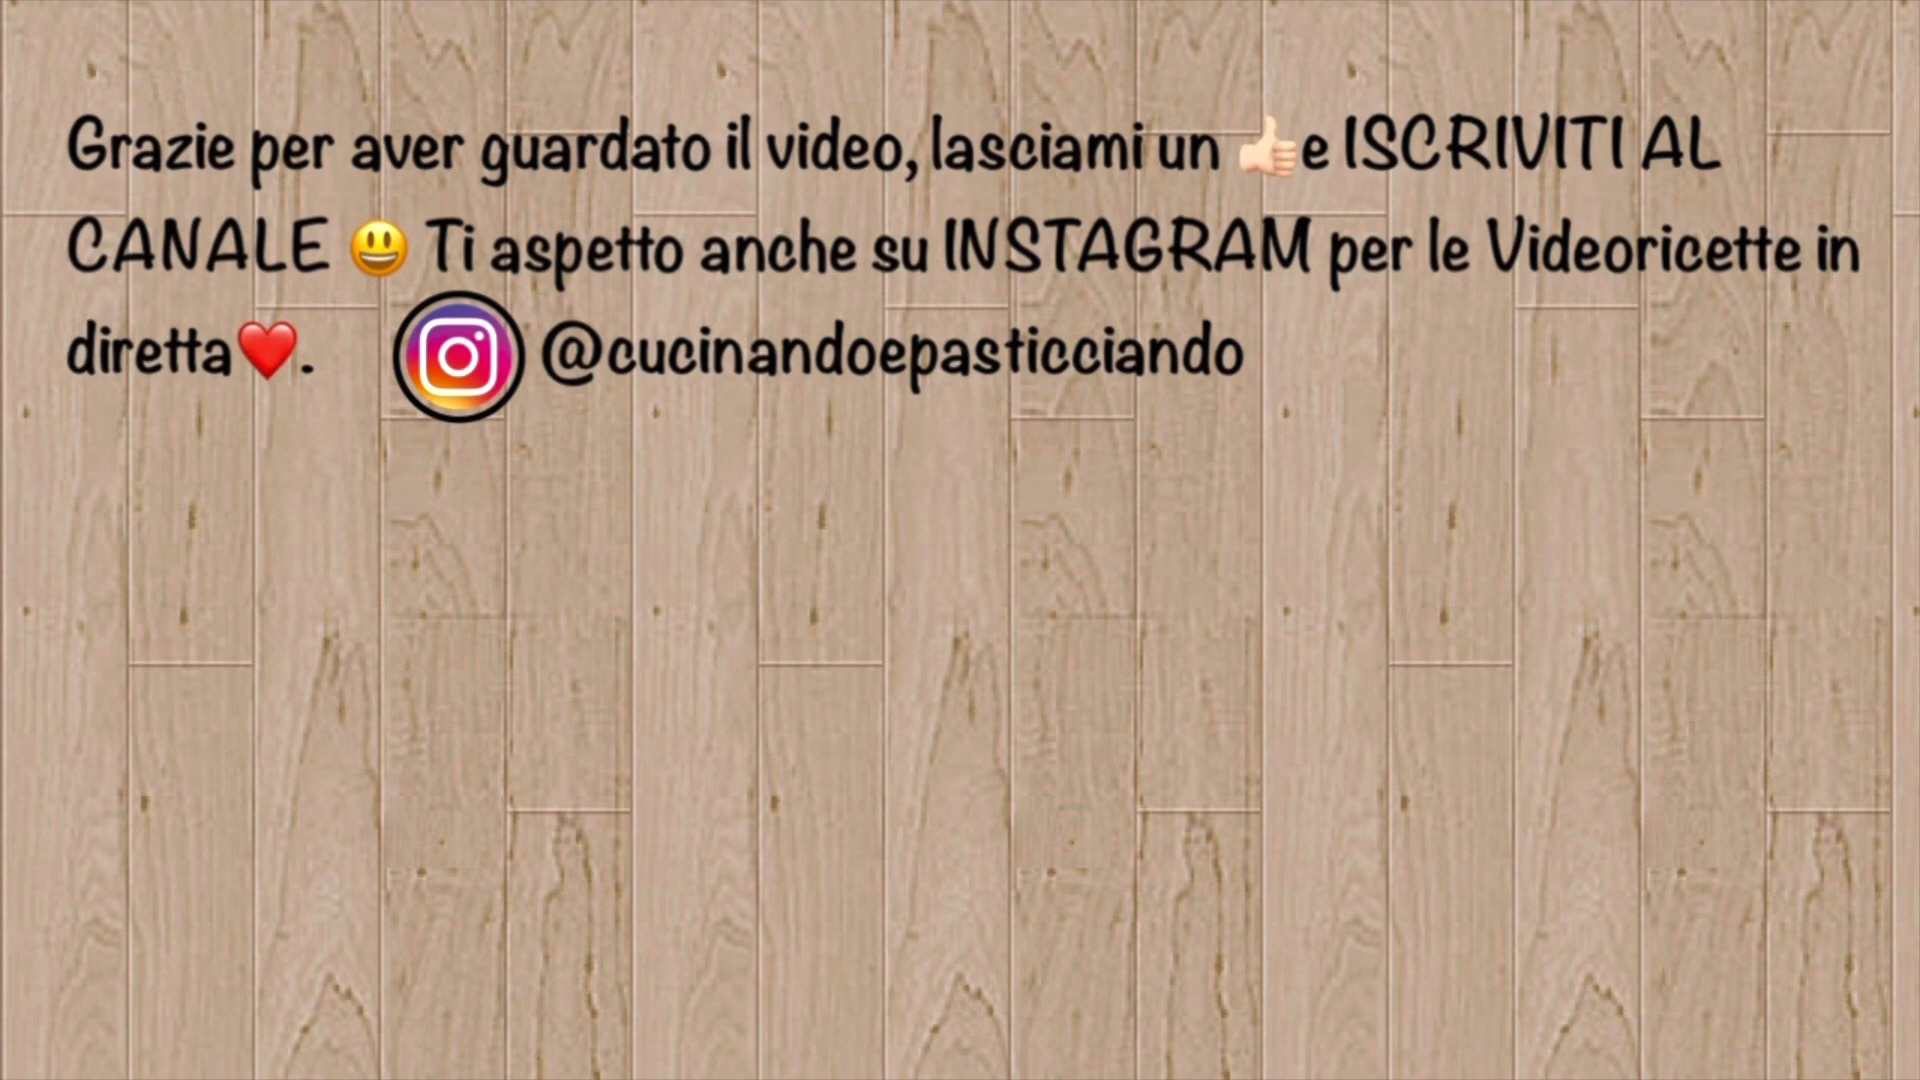 Grazie per aver guardato il video, lasciami un 👍🏻e ISCRIVITI AL
CANALE 😃 Ti aspetto anche su INSTAGRAM per le Videoricette in
diretta❤️. @cucinandoepasticciando